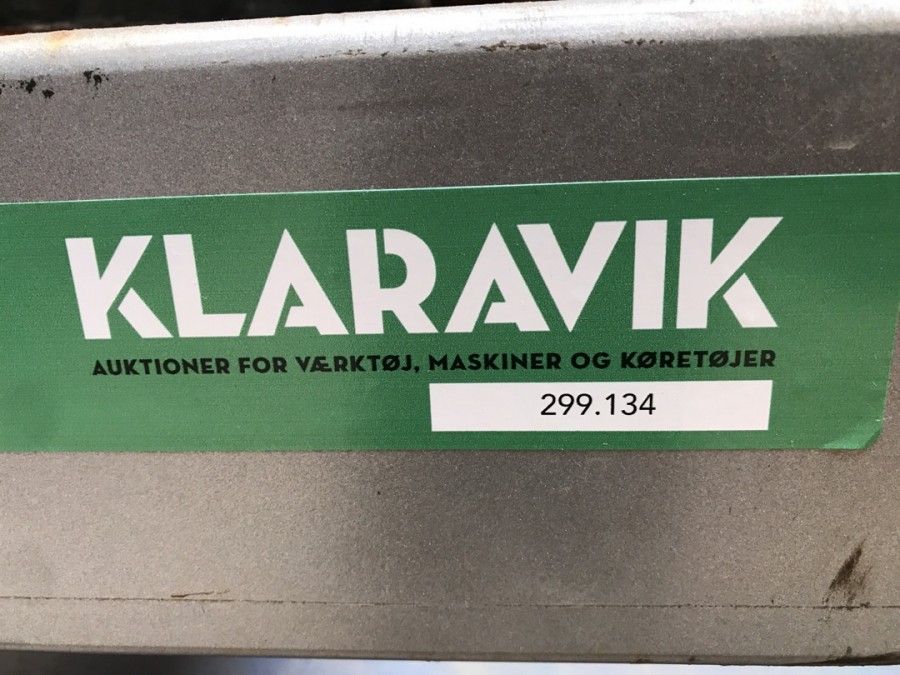 KLARAVIK
AUKTIONER FOR VÆRKTØJ, MASKINER OG KØRETØJER
299.134